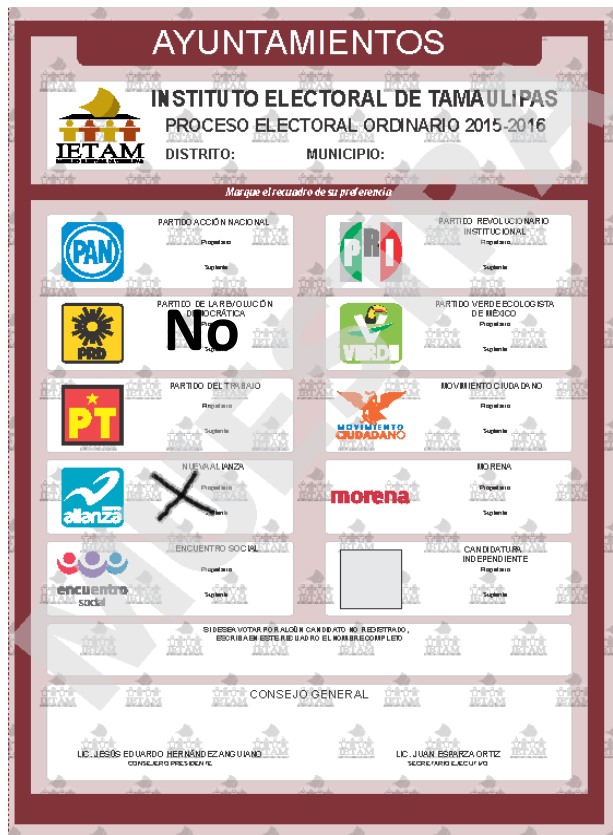 AYUNTAMIENTOS
INSTITUTO ELECTORAL DE TAMAULIPAS
PROCESO ELECTORAL ORDINARIO 2015-2016
IETAM
DISTRITO: MUNICIPIO:
Marque el recuadro de su preferencia
PAN
PARTIDO ACCIÓN NACIONAL
Propietario
Suplente
PRI
PARTIDO REVOLUCIONARIO
INSTITUCIONAL
Propietario
Suplente
PRD
PARTIDO DE LA REVOLUCIÓN
DEMOCRÁTICA
No
VERDE
PARTIDO VERDE ECOLOGISTA
DE MÉXICO
Propietario
Suplente
PT
PARTIDO DEL TRABAJO
Propietario
Suplente
MOVIMIENTO
CIUDADANO
MOVIMIENTO CIUDADANO
Propietario
Suplente
alianza
NUEVA ALIANZA
Propietario
Suplente
morena
MORENA
Propietario
Suplente
encuentro
social
ENCUENTRO SOCIAL
Propietario
Suplente
CANDIDATURA
INDEPENDIENTE
Propietario
Suplente
SI DESEA VOTAR POR ALGÚN CANDIDATO NO REGISTRADO,
ESCRIBA EN ESTE RECUADRO EL NOMBRE COMPLETO
CONSEJO GENERAL
LIC. JESÚS EDUARDO HERNÁNDEZ ANGUIANO
CONSEJERO PRESIDENTE
LIC. JUAN ESPARZA ORTIZ
SECRETARIO EJECUTIVO
MUESTRA